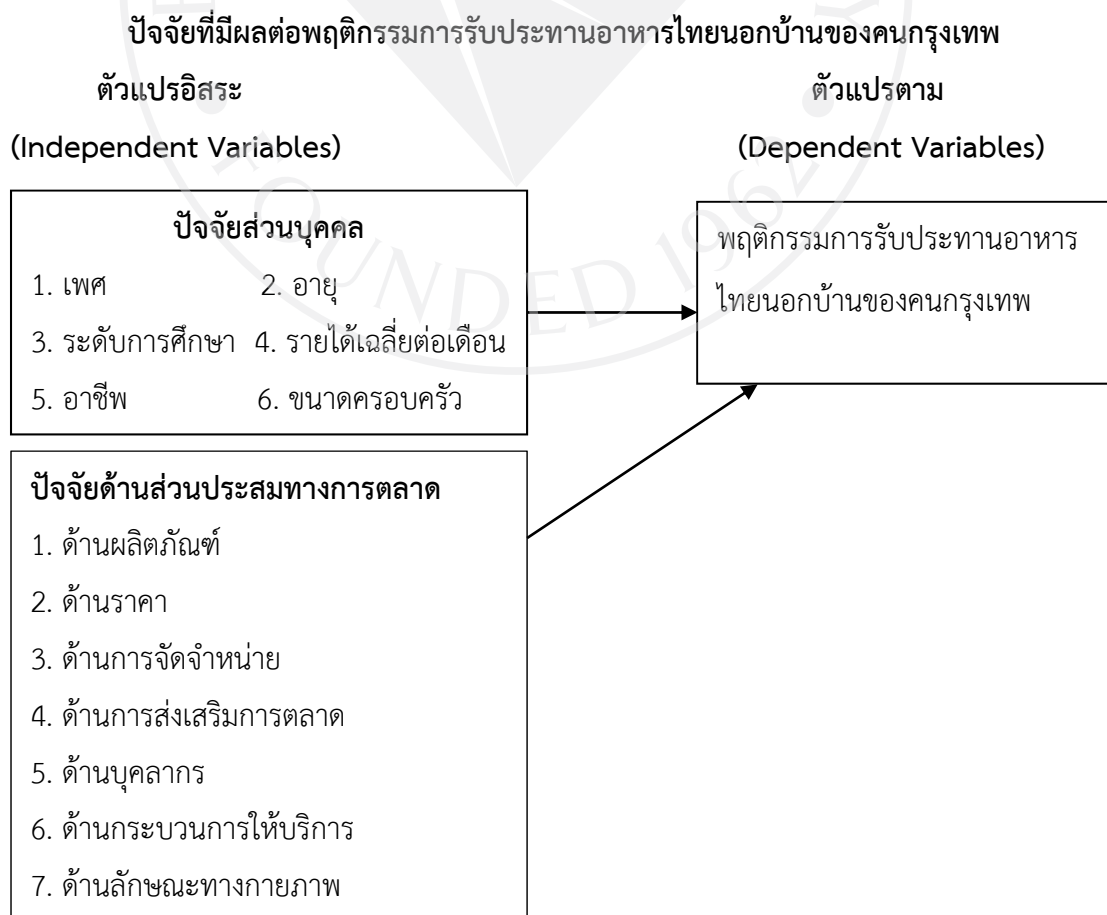 ปัจจัยที่มีผลต่อพฤติกรรมการรับประทานอาหารไทยนอกบ้านของคนกรุงเทพ
ตัวแปรอิสระ
ตัวแปรตาม
(Independent Variables)
(Dependent Variables)
ปัจจัยส่วนบุคคล
1. เพศ 2. อายุ
3. ระดับการศึกษา 4. รายได้เฉลี่ยต่อเดือน
5. อาชีพ 6. ขนาดครอบครัว
พฤติกรรมการรับประทานอาหาร
ไทยนอกบ้านของคนกรุงเทพ
ปัจจัยด้านส่วนประสมทางการตลาด
1. ด้านผลิตภัณฑ์
2. ด้านราคา
3. ด้านการจัดจำหน่าย
4. ด้านการส่งเสริมการตลาด
5. ด้านบุคลากร
6. ด้านกระบวนการให้บริการ
7. ด้านลักษณะทางกายภาพ
FOUNDED 1962